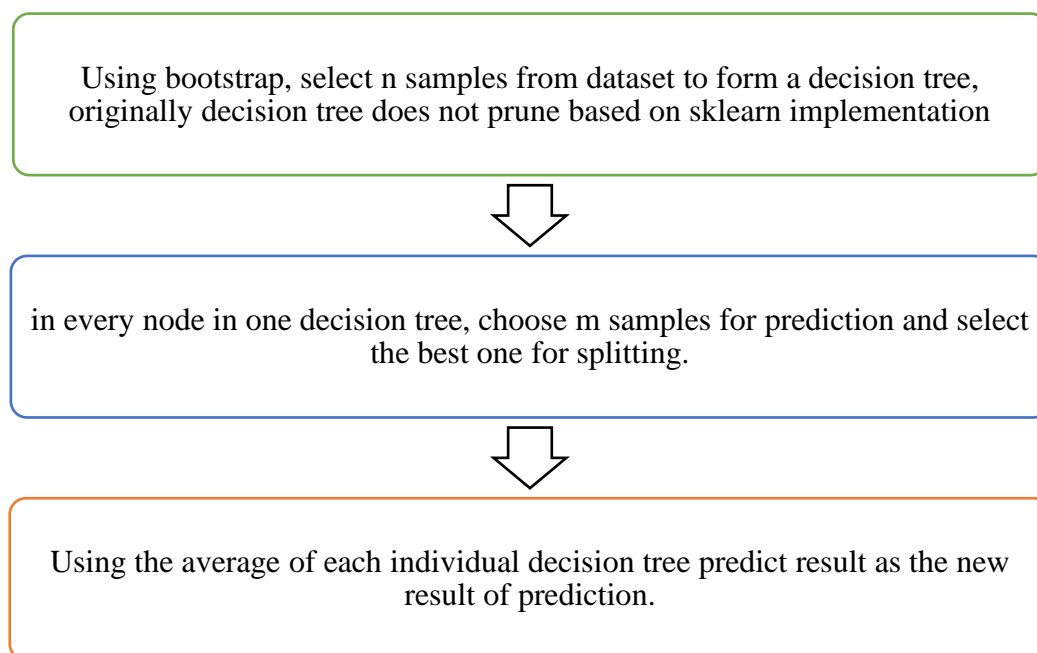 Using bootstrap, select n samples from dataset to form a decision tree,
originally decision tree does not prune based on sklearn implementation
in every node in one decision tree, choose m samples for prediction and select
the best one for splitting.
Using the average of each individual decision tree predict result as the new
result of prediction.